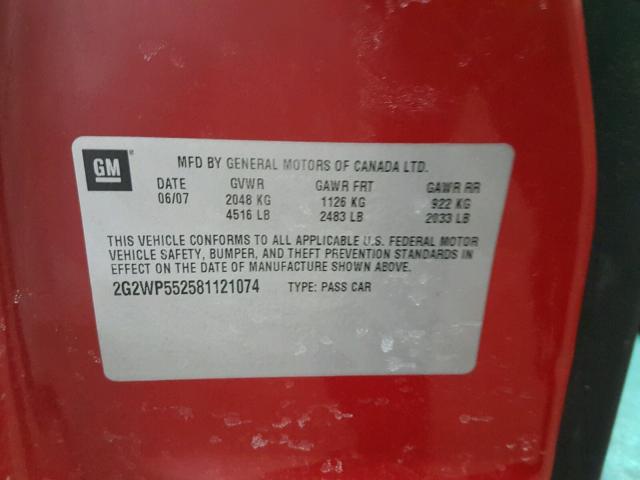 GM
MFD BY GENERAL MOTORS OF CANADA LTD.
DATE GVWR GAWR FRT GAWR RR
06/07 2048 KG 1126 KG 922 KG
4516 LB 2483 LB 2033 LB
THIS VEHICLE CONFORMS TO ALL APPLICABLE U.S. FEDERAL MOTOR
VEHICLE SAFETY, BUMPER, AND THEFT PREVENTION STANDARDS IN
EFFECT ON THE DATE OF MANUFACTURE SHOWN ABOVE.
2G2WP552581121074 TYPE: PASS CAR